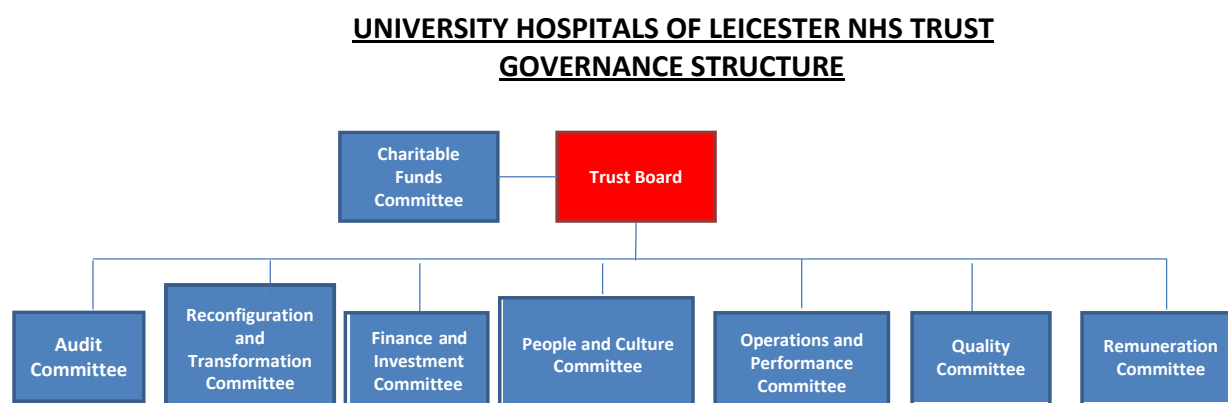 UNIVERSITY HOSPITALS OF LEICESTER NHS TRUST
GOVERNANCE STRUCTURE
Charitable
Funds
Committee
Trust Board
Audit
Committee
Reconfiguration
and
Transformation
Committee
Finance and
Investment
Committee
People and Culture
Committee
Operations and
Performance
Committee
Quality
Committee
Remuneration
Committee